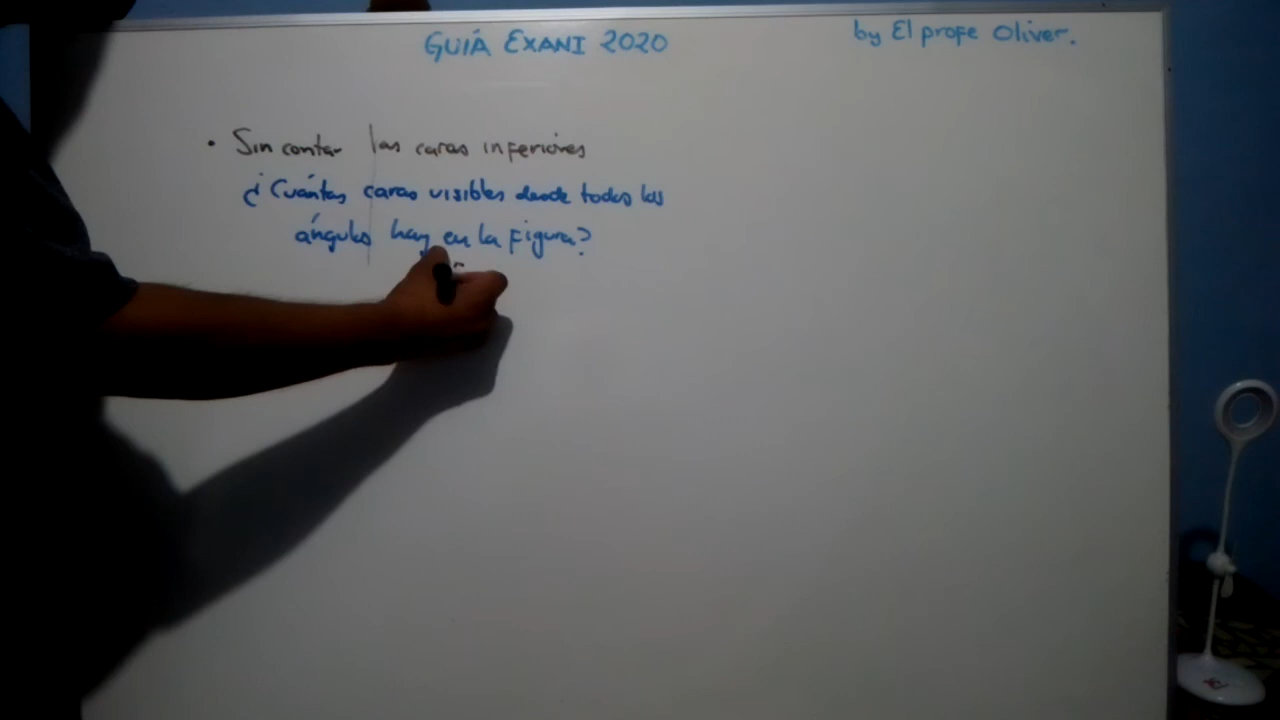 GUIÁ EXANI 2020
by El profe Oliver.
• Sin contar las caras inferiores
¿Cuántas caras visibles desde todos los
ángulos hay en la figura?